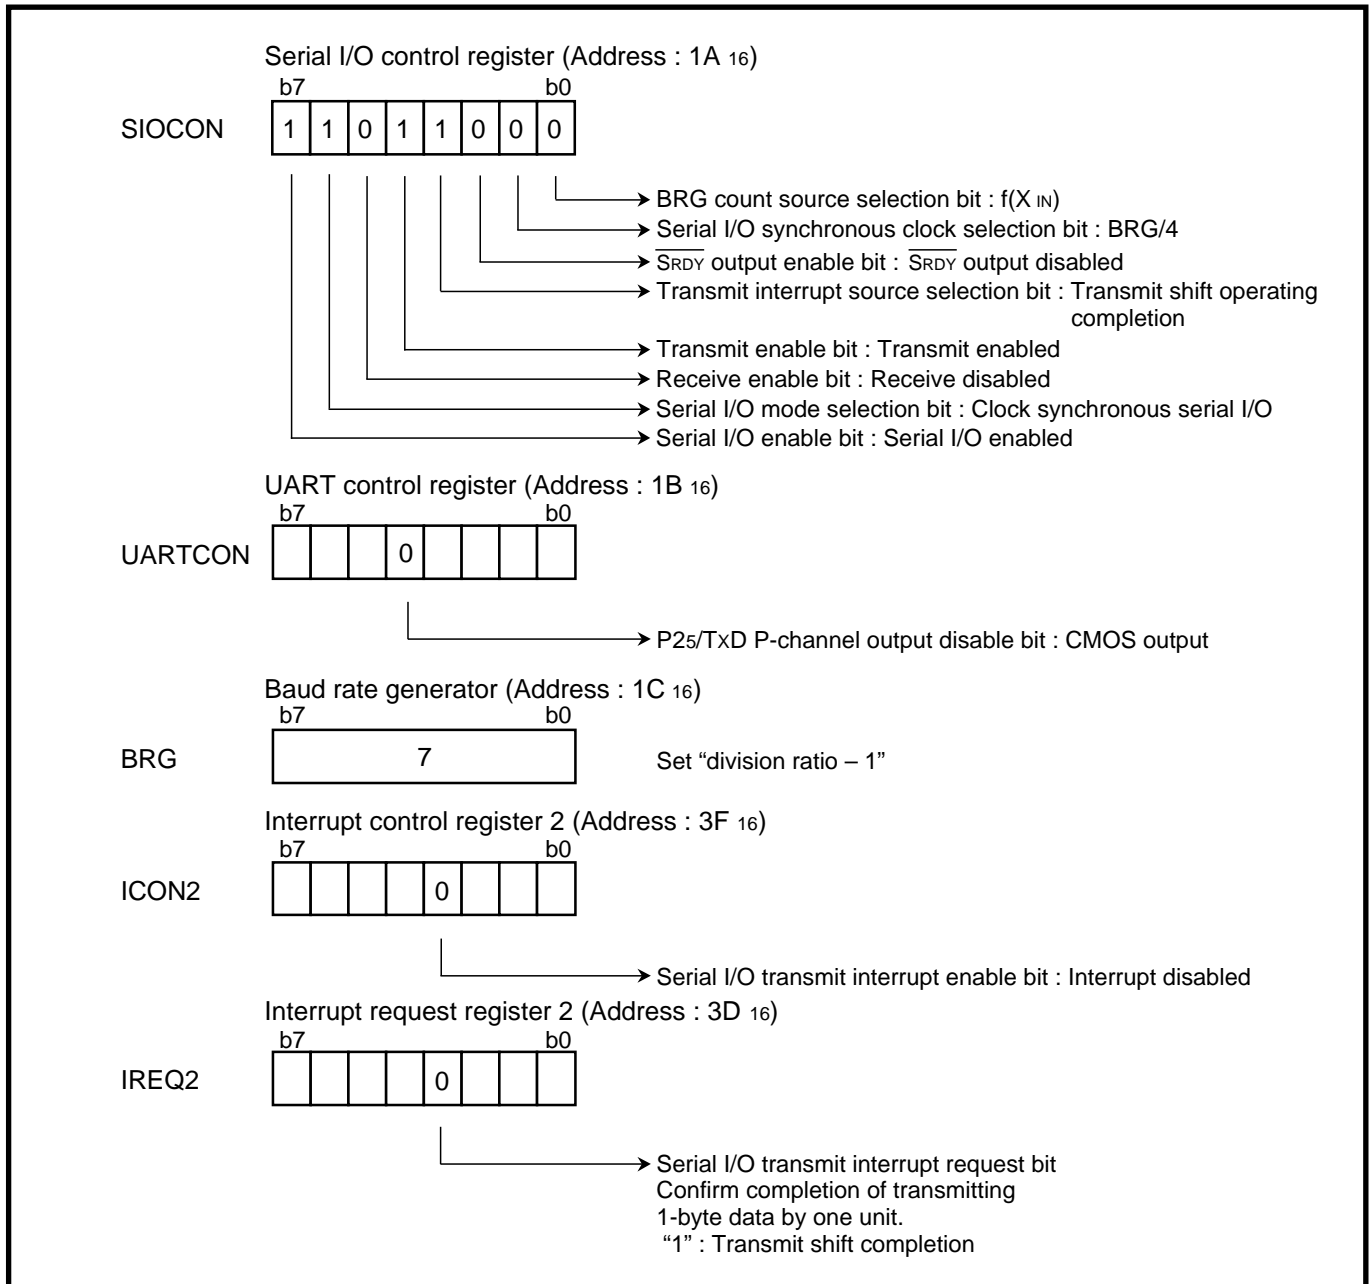 Serial I/O control register (Address : 1A 16)
b7 b0
SIOCON 1 1 0 1 1 0 0 0
BRG count source selection bit : f(X IN)
Serial I/O synchronous clock selection bit : BRG/4
SRDY output enable bit : SRDY output disabled
Transmit interrupt source selection bit : Transmit shift operating
completion
Transmit enable bit : Transmit enabled
Receive enable bit : Receive disabled
Serial I/O mode selection bit : Clock synchronous serial I/O
Serial I/O enable bit : Serial I/O enabled
UART control register (Address : 1B 16)
b7 b0
UARTCON 0
P25/TXD P-channel output disable bit : CMOS output
Baud rate generator (Address : 1C 16)
b7 b0
BRG 7 Set “division ratio – 1”
Interrupt control register 2 (Address : 3F 16)
b7 b0
ICON2 0
Serial I/O transmit interrupt enable bit : Interrupt disabled
Interrupt request register 2 (Address : 3D 16)
b7 b0
IREQ2 0
Serial I/O transmit interrupt request bit
Confirm completion of transmitting
1-byte data by one unit.
“1” : Transmit shift completion